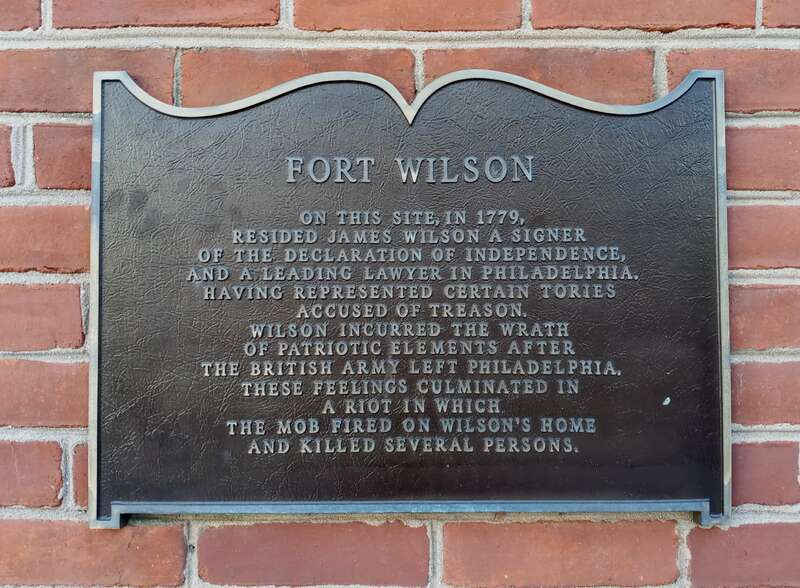 FORT WILSON
ON THIS SITE, IN 1779,
RESIDED JAMES WILSON A SIGNER
OF THE DECLARATION OF INDEPENDENCE,
AND A LEADING LAWYER IN PHILADELPHIA.
HAVING REPRESENTED CERTAIN TORIES
ACCUSED OF TREASON.
WILSON INCURRED THE WRATH
OF PATRIOTIC ELEMENTS AFTER
THE BRITISH ARMY LEFT PHILADELPHIA.
THESE FEELINGS CULMINATED IN
A RIOT IN WHICH
THE MOB FIRED ON WILSON'S HOME
AND KILLED SEVERAL PERSONS.